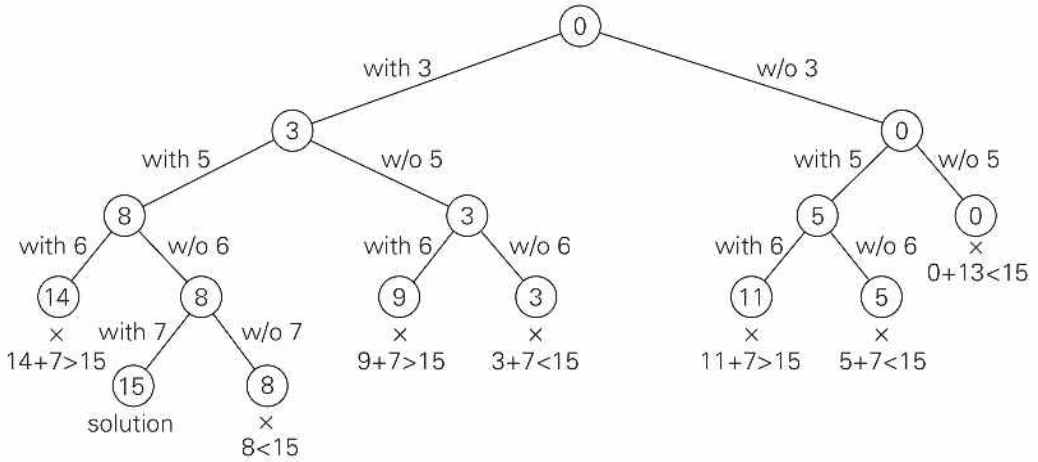 0
with 3
w/o 3
3
0
with 5
w/o 5
with 5
w/o 5
8
3
5
0
with 6
w/o 6
with 6
w/o 6
with 6
w/o 6
×
0+13<15
14
8
9
3
11
5
×
with 7
w/o 7
×
×
×
×
14+7>15
9+7>15
3+7<15
11+7>15
5+7<15
15
8
solution
×
8<15